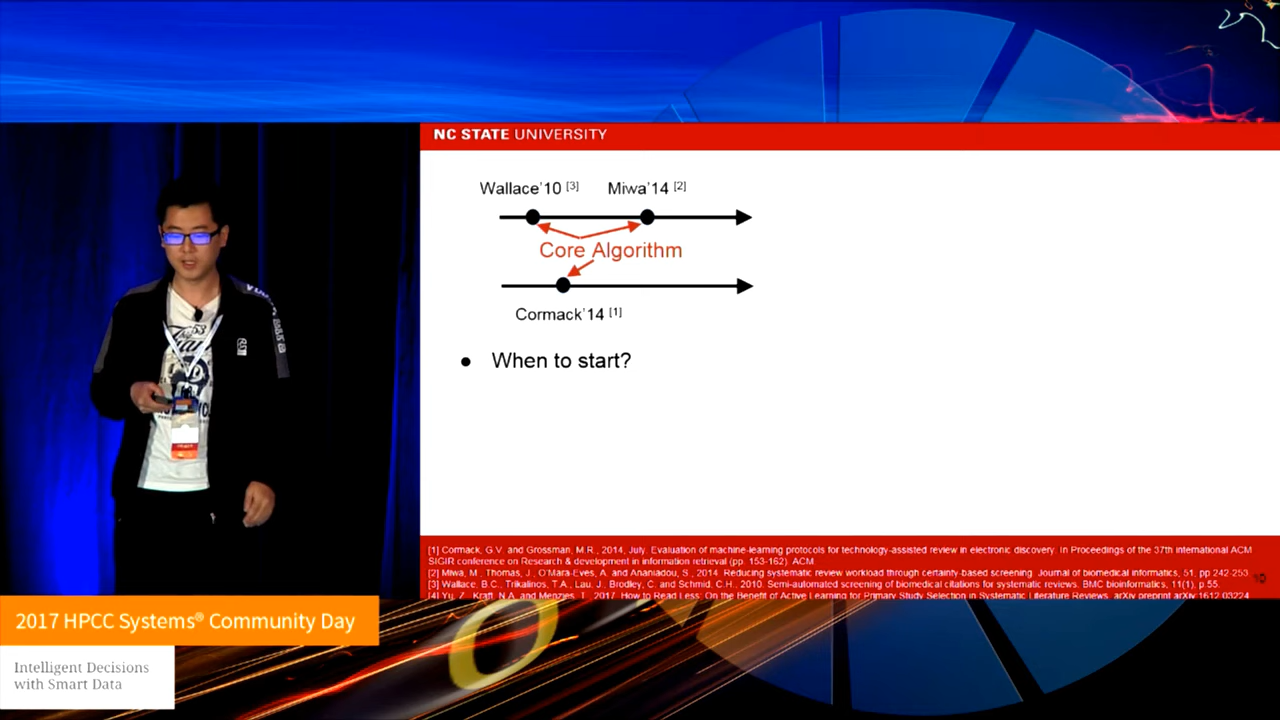 NC STATE UNIVERSITY
Wallace'10 [3] Miwa'14 [2]
Core Algorithm
Cormack'14 [1]
● When to start?
[1] Cormack, G.V. and Grossman, M.R., 2014, July. Evaluation of machine-learning protocols for technology-assisted review in electronic discovery. In Proceedings of the 37th international ACM
SIGIR conference on Research & development in information retrieval (pp. 153-162). ACM.
[2] Miwa, M., Thomas, J., O'Mara-Eves, A. and Ananiadou, S., 2014. Reducing systematic review workload through certainty-based screening. Journal of biomedical informatics, 51, pp.242-253.
[3] Wallace, B.C., Trikalinos, T.A., Lau, J., Brodley, C. and Schmid, C.H., 2010. Semi-automated screening of biomedical citations for systematic reviews. BMC bioinformatics, 11(1), p.55.
[4] Yu, Z., Kraft, N.A. and Menzies, T., 2017. How to Read Less: On the Benefit of Active Learning for Primary Study Selection in Systematic Literature Reviews. arXiv preprint arXiv:1612.03224
10
2017 HPCC Systems® Community Day
Intelligent Decisions
with Smart Data